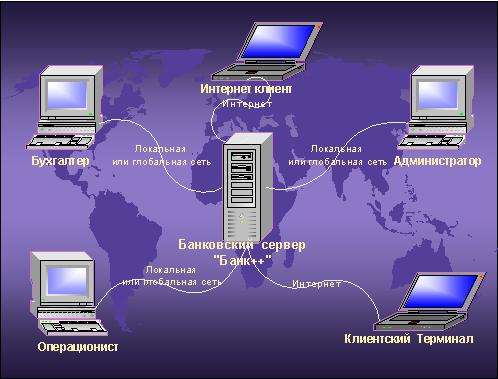 Интернет клиент
Интернет
Бухгалтер
Локальная
или глобальная сеть
Локальная
или глобальная сеть
Администратор
Банковский сервер
"Банк++"
Локальная
или глобальная сеть
Интернет
Операционист
Клиентский Терминал